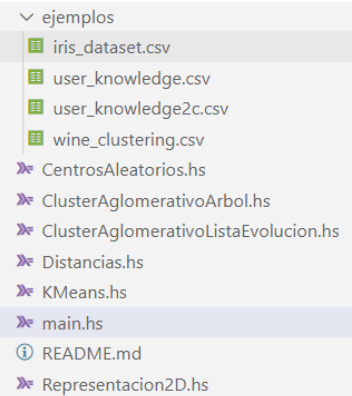 ejemplos
iris_dataset.csv
user_knowledge.csv
user_knowledge2c.csv
wine_clustering.csv
CentrosAleatorios.hs
ClusterAglomerativoArbol.hs
ClusterAglomerativoListaEvolucion.hs
Distancias.hs
KMeans.hs
main.hs
README.md
Representacion2D.hs